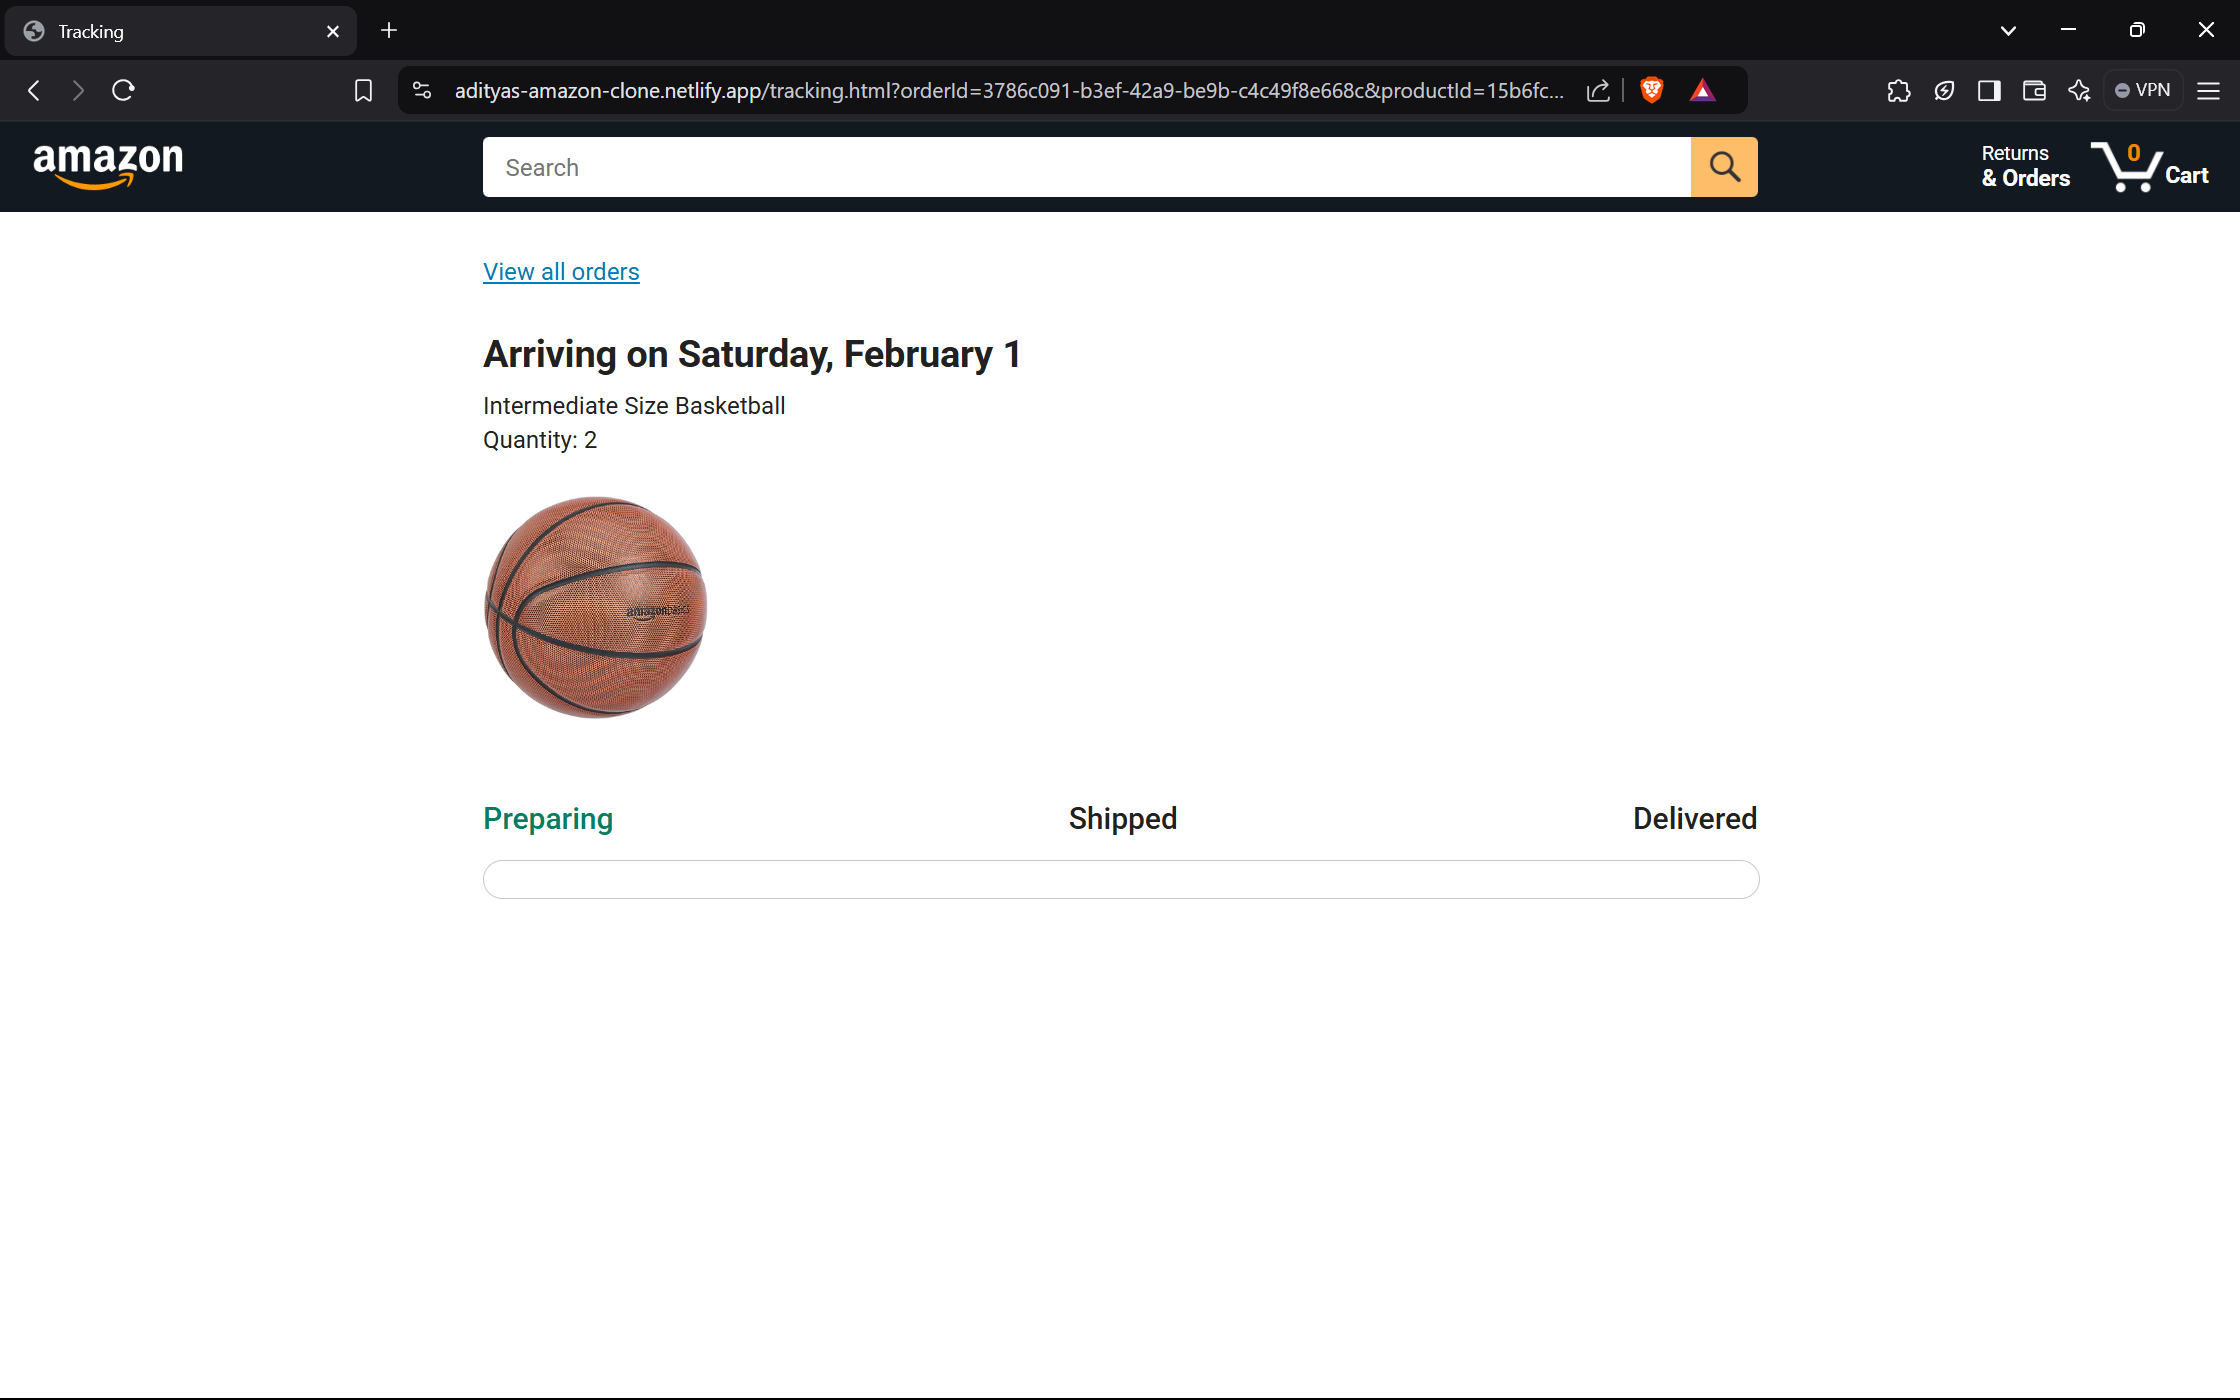 Tracking
adityas-amazon-clone.netlify.app/tracking.html?orderId=3786c091-b3ef-42a9-be9b-c4c49f8e668c&productId=15b6fc...
VPN
amazon
Search
Returns
& Orders
0
Cart
View all orders
Arriving on Saturday, February 1
Intermediate Size Basketball
Quantity: 2
amazonbasics
Preparing
Shipped
Delivered